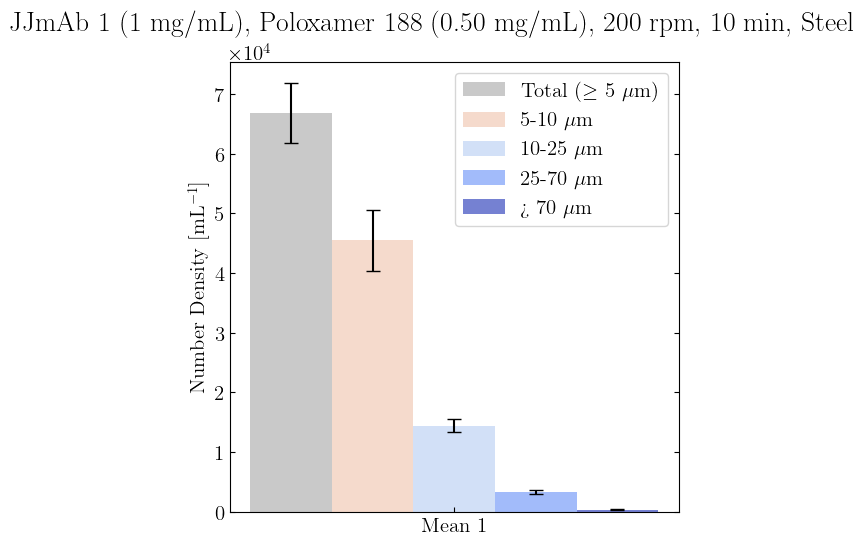 JJmAb 1 (1 mg/mL), Poloxamer 188 (0.50 mg/mL), 200 rpm, 10 min, Steel
×10⁴
Total (≥ 5 μm)
5-10 μm
10-25 μm
25-70 μm
> 70 μm
Number Density [mL⁻¹]
7
6
5
4
3
2
1
0
Mean 1